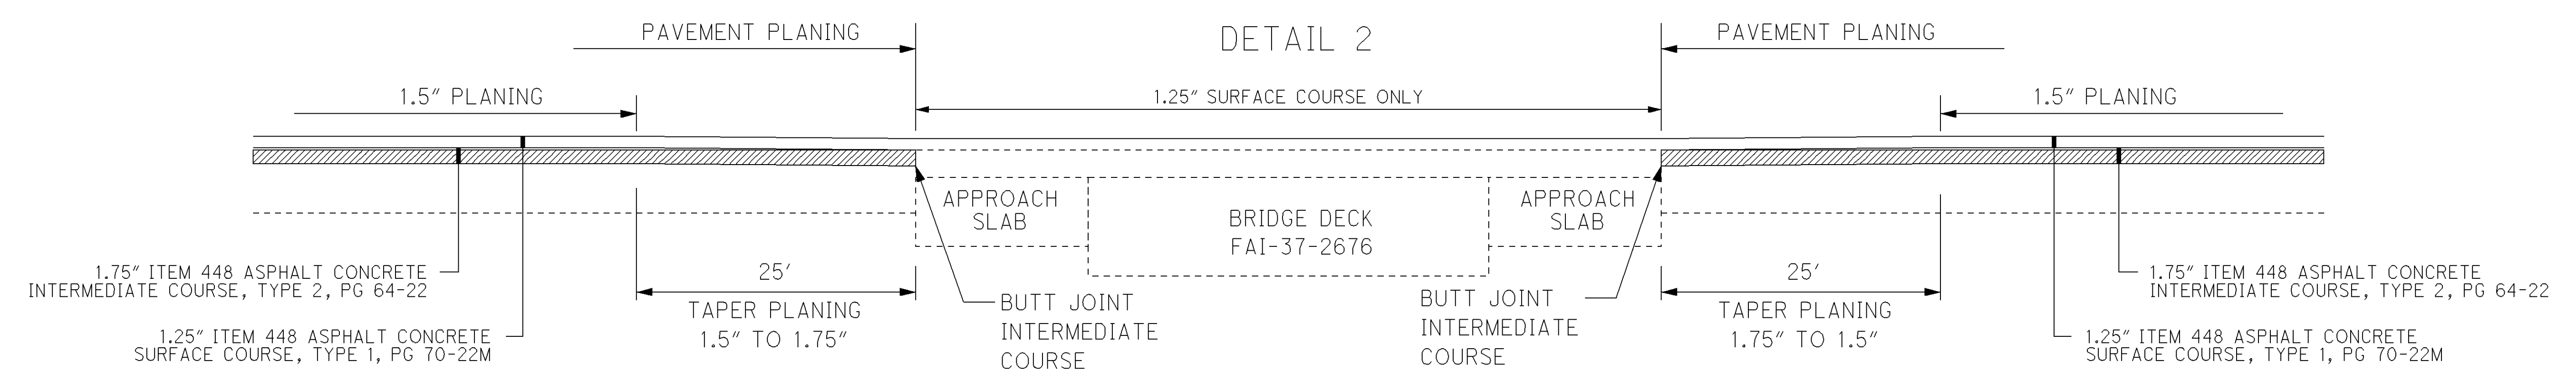 DETAIL 2
PAVEMENT PLANING
PAVEMENT PLANING
1.5" PLANING
1.25" SURFACE COURSE ONLY
1.5" PLANING
APPROACH
SLAB
BRIDGE DECK
FAI-37-2676
APPROACH
SLAB
1.75" ITEM 448 ASPHALT CONCRETE
INTERMEDIATE COURSE, TYPE 2, PG 64-22
1.25" ITEM 448 ASPHALT CONCRETE
SURFACE COURSE, TYPE 1, PG 70-22M
25'
TAPER PLANING
1.5" TO 1.75"
BUTT JOINT
INTERMEDIATE
COURSE
BUTT JOINT
INTERMEDIATE
COURSE
25'
TAPER PLANING
1.75" TO 1.5"
1.75" ITEM 448 ASPHALT CONCRETE
INTERMEDIATE COURSE, TYPE 2, PG 64-22
1.25" ITEM 448 ASPHALT CONCRETE
SURFACE COURSE, TYPE 1, PG 70-22M